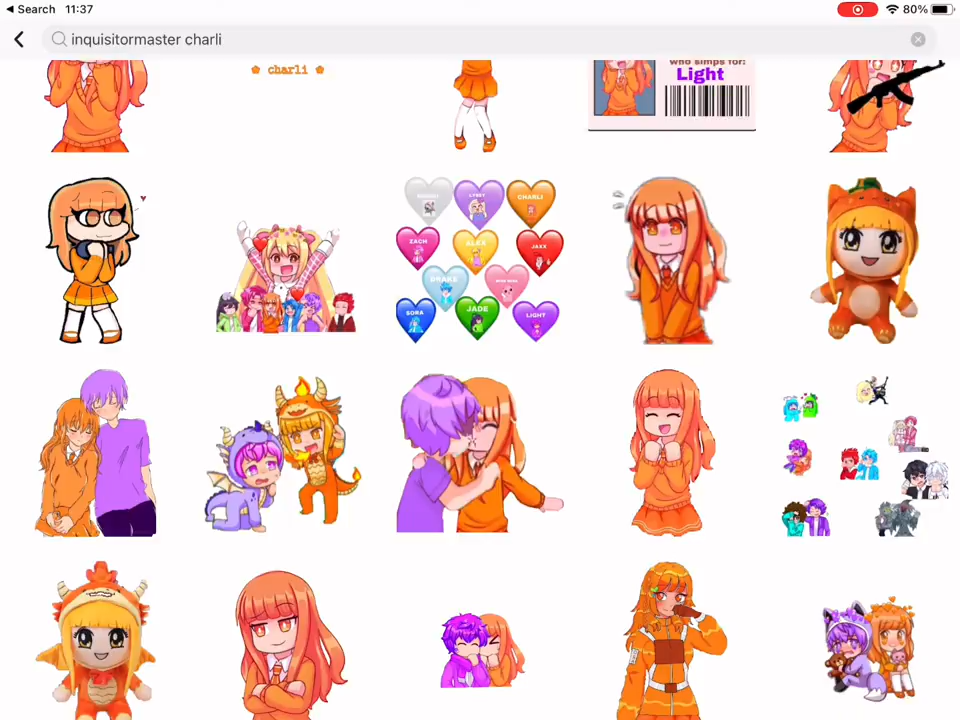 Search 11:37
80%
inquisitormaster charli
charli
who simps for:
Light
CHARLI
ZACH
ALEX
JAXX
DRAKE
SORA
JADE
LIGHT